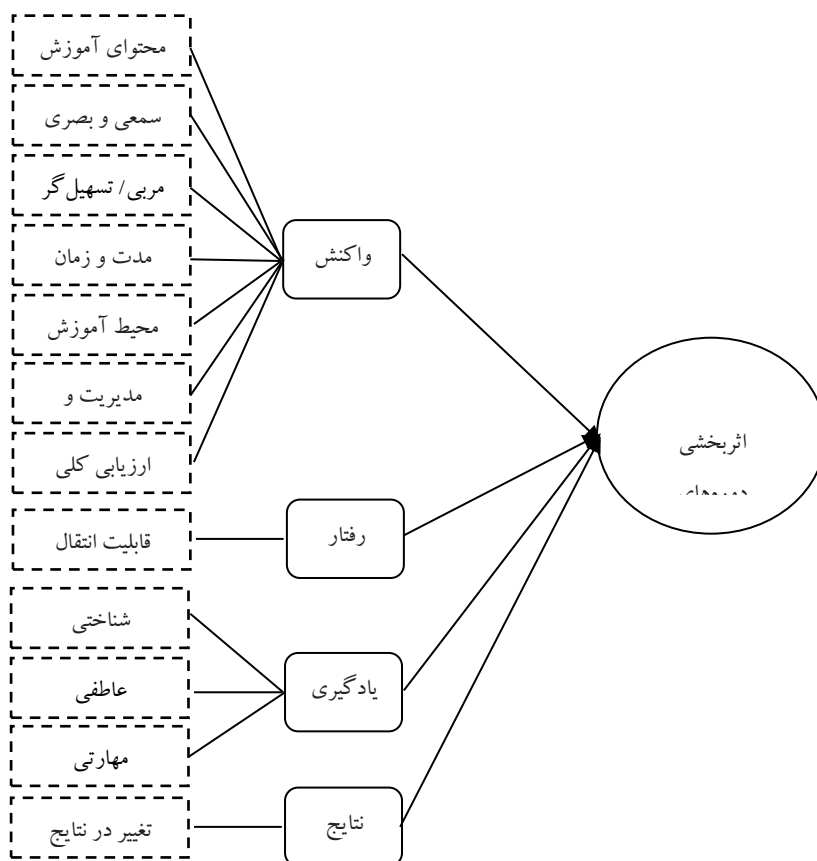 محتوای آموزش
سمعی و بصری
مربی/ تسهیل‌گر
مدت و زمان
محیط آموزش
مدیریت و
ارزیابی کلی
قابلیت انتقال
شناختی
عاطفی
مهارتی
تغییر در نتایج
واکنش
رفتار
یادگیری
نتایج
اثربخشی